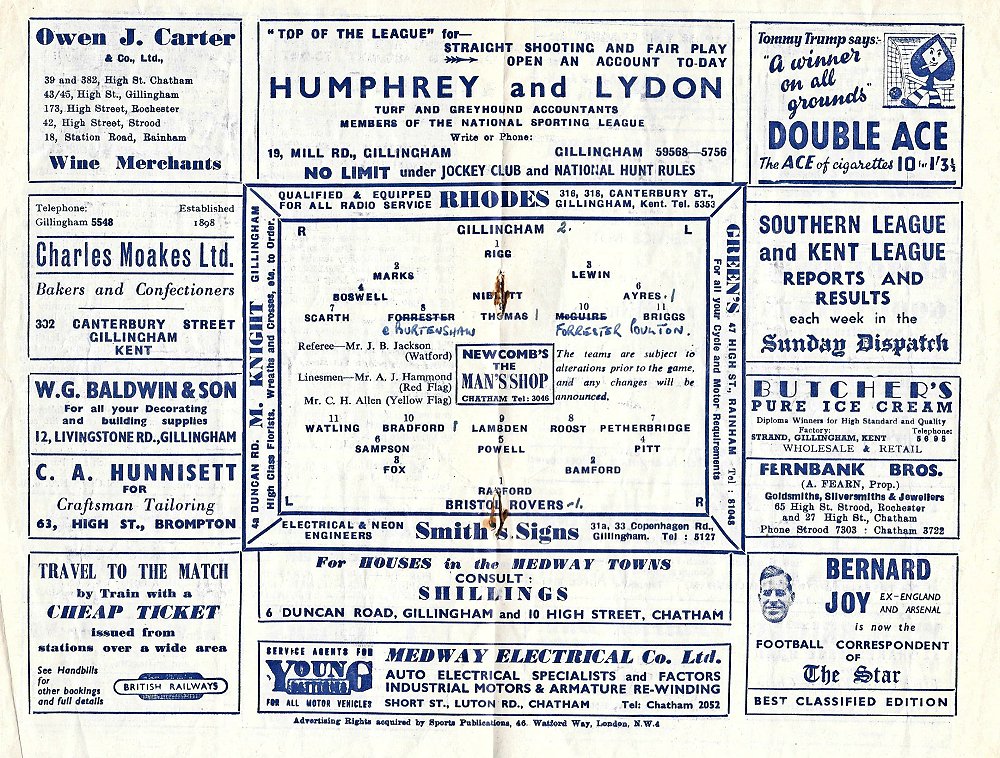 Owen J. Carter
& Co., Ltd.,
39 and 382, High St. Chatham
43/45, High St., Gillingham
173, High Street, Rochester
42, High Street, Strood
18, Station Road, Rainham
Wine Merchants
"TOP OF THE LEAGUE" for—
STRAIGHT SHOOTING AND FAIR PLAY
OPEN AN ACCOUNT TO-DAY
HUMPHREY and LYDON
TURF AND GREYHOUND ACCOUNTANTS
MEMBERS OF THE NATIONAL SPORTING LEAGUE
Write or Phone:
19, MILL RD., GILLINGHAM GILLINGHAM 59568—5756
NO LIMIT under JOCKEY CLUB and NATIONAL HUNT RULES
Tommy Trump says:-
"A winner
on all
grounds"
DOUBLE ACE
The ACE of cigarettes 10 for 1/3½
Telephone: Established
Gillingham 5548 1898
Charles Moakes Ltd.
Bakers and Confectioners
302 CANTERBURY STREET
GILLINGHAM
KENT
W.G. BALDWIN & SON
For all your Decorating
and building supplies
12, LIVINGSTONE RD., GILLINGHAM
C. A. HUNNISETT
FOR
Craftsman Tailoring
63, HIGH ST., BROMPTON
TRAVEL TO THE MATCH
by Train with a
CHEAP TICKET
issued from
stations over a wide area
See Handbills
for
other bookings
and full details
BRITISH RAILWAYS
QUALIFIED & EQUIPPED
FOR ALL RADIO SERVICE
RHODES
316, 318, CANTERBURY ST.,
GILLINGHAM, Kent. Tel. 5353
4a DUNCAN RD. M. KNIGHT GILLINGHAM
High Class Florists, Wreaths and Crosses, etc. to Order.
GREEN'S 47 HIGH ST., RAINHAM Tel : 81048
For all your Cycle and Motor Requirements
R GILLINGHAM 2. L
1
RIGG
2 3
MARKS LEWIN
4 6
BOSWELL NIBLETT AYRES 1
7 8 9 10 11
SCARTH FORRESTER THOMAS 1 McGUIRE BRIGGS
BURTENSHAW FORRESTER POULTON.
Referee—Mr. J. B. Jackson
(Watford)
Linesmen—Mr. A. J. Hammond
(Red Flag)
Mr. C. H. Allen (Yellow Flag)
NEWCOMB'S
THE
MAN'S SHOP
CHATHAM Tel: 3046
The teams are subject to
alterations prior to the game,
and any changes will be
announced.
11 10 9 8 7
WATLING BRADFORD 1 LAMBDEN ROOST PETHERBRIDGE
6 5 4
SAMPSON POWELL PITT
3 2
FOX BAMFORD
1
RADFORD
L BRISTOL ROVERS -1. R
ELECTRICAL & NEON
ENGINEERS
Smith's Signs
31a, 33 Copenhagen Rd.,
Gillingham. Tel : 5127
For HOUSES in the MEDWAY TOWNS
CONSULT :
SHILLINGS
6 DUNCAN ROAD, GILLINGHAM and 10 HIGH STREET, CHATHAM
SERVICE AGENTS FOR
YOUNG
FOR ALL MOTOR VEHICLES
MEDWAY ELECTRICAL Co. Ltd.
AUTO ELECTRICAL SPECIALISTS and FACTORS
INDUSTRIAL MOTORS & ARMATURE RE-WINDING
SHORT ST., LUTON RD., CHATHAM Tel: Chatham 2052
SOUTHERN LEAGUE
and KENT LEAGUE
REPORTS AND
RESULTS
each week in the
Sunday Dispatch
BUTCHER'S
PURE ICE CREAM
Diploma Winners for High Standard and Quality
Factory: Telephone:
STRAND, GILLINGHAM, KENT 5695
WHOLESALE & RETAIL
FERNBANK BROS.
(A. FEARN, Prop.)
Goldsmiths, Silversmiths & Jewellers
65 High St. Strood, Rochester
and 27 High St., Chatham
Phone Strood 7303 : Chatham 3722
BERNARD
JOY EX-ENGLAND
AND ARSENAL
is now the
FOOTBALL CORRESPONDENT
OF
The Star
BEST CLASSIFIED EDITION
Advertising Rights acquired by Sports Publications, 46, Watford Way, London, N.W.4